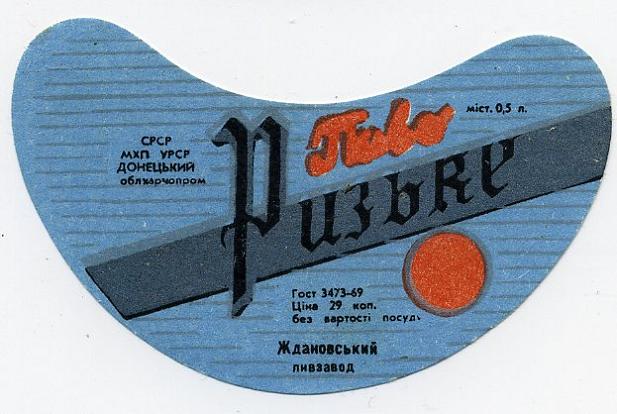 СРСР
МХП УРСР
ДОНЕЦЬКИЙ
облхарчопром
Пиво
міст. 0,5 л.
Ризьке
Гост 3473-69
Ціна 29 коп.
без вартості посуд.
Ждановський
пивзавод